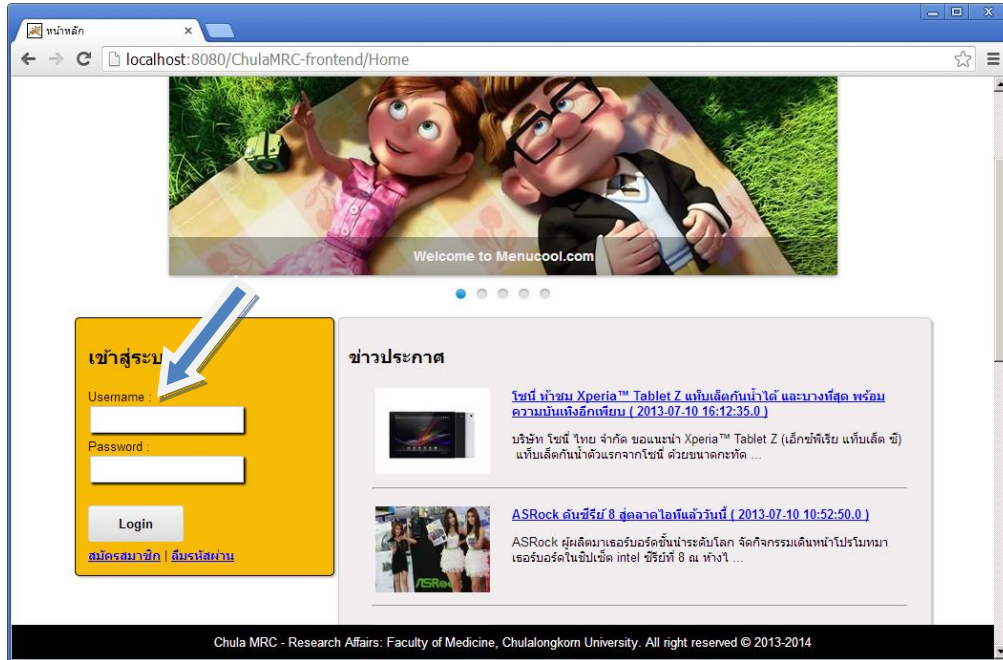 หน้าหลัก
localhost:8080/ChulaMRC-frontend/Home
Welcome to Menucool.com
เข้าสู่ระบ
ข่าวประกาศ
Username :
Password :
Login
สมัครสมาชิก | ลืมรหัสผ่าน
โซนี่ ท้าชม Xperia™ Tablet Z แท็บเล็ตกันน้ำได้ และบางที่สุด พร้อม
ความบันเทิงอีกเพียบ ( 2013-07-10 16:12:35.0 )
บริษัท โซนี่ ไทย จำกัด ขอแนะนำ Xperia™ Tablet Z (เอ็กซ์พีเรีย แท็บเล็ต ซี)
แท็บเล็ตกันน้ำตัวแรกจากโซนี่ ด้วยขนาดกะทัด ...
ASRock ดันซีรีย์ 8 สู่ตลาดไอทีแล้ววันนี้ ( 2013-07-10 10:52:50.0 )
ASRock ผู้ผลิตมาเธอร์บอร์ดชั้นนำระดับโลก จัดกิจกรรมเดินหน้าโปรโมทมา
เธอร์บอร์ดในชิปเซ็ต intel ซีรีย์ที่ 8 ณ ห้างไ ...
ASRock
Chula MRC - Research Affairs: Faculty of Medicine, Chulalongkorn University. All right reserved © 2013-2014